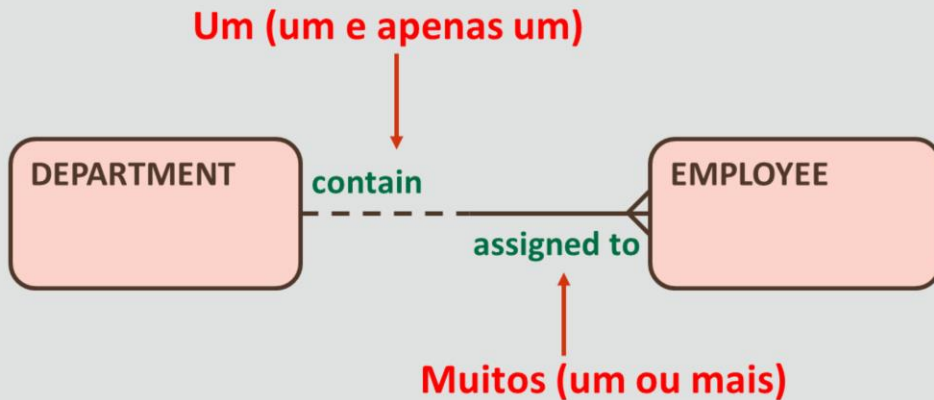 Um (um e apenas um)
DEPARTMENT
contain
EMPLOYEE
assigned to
Muitos (um ou mais)